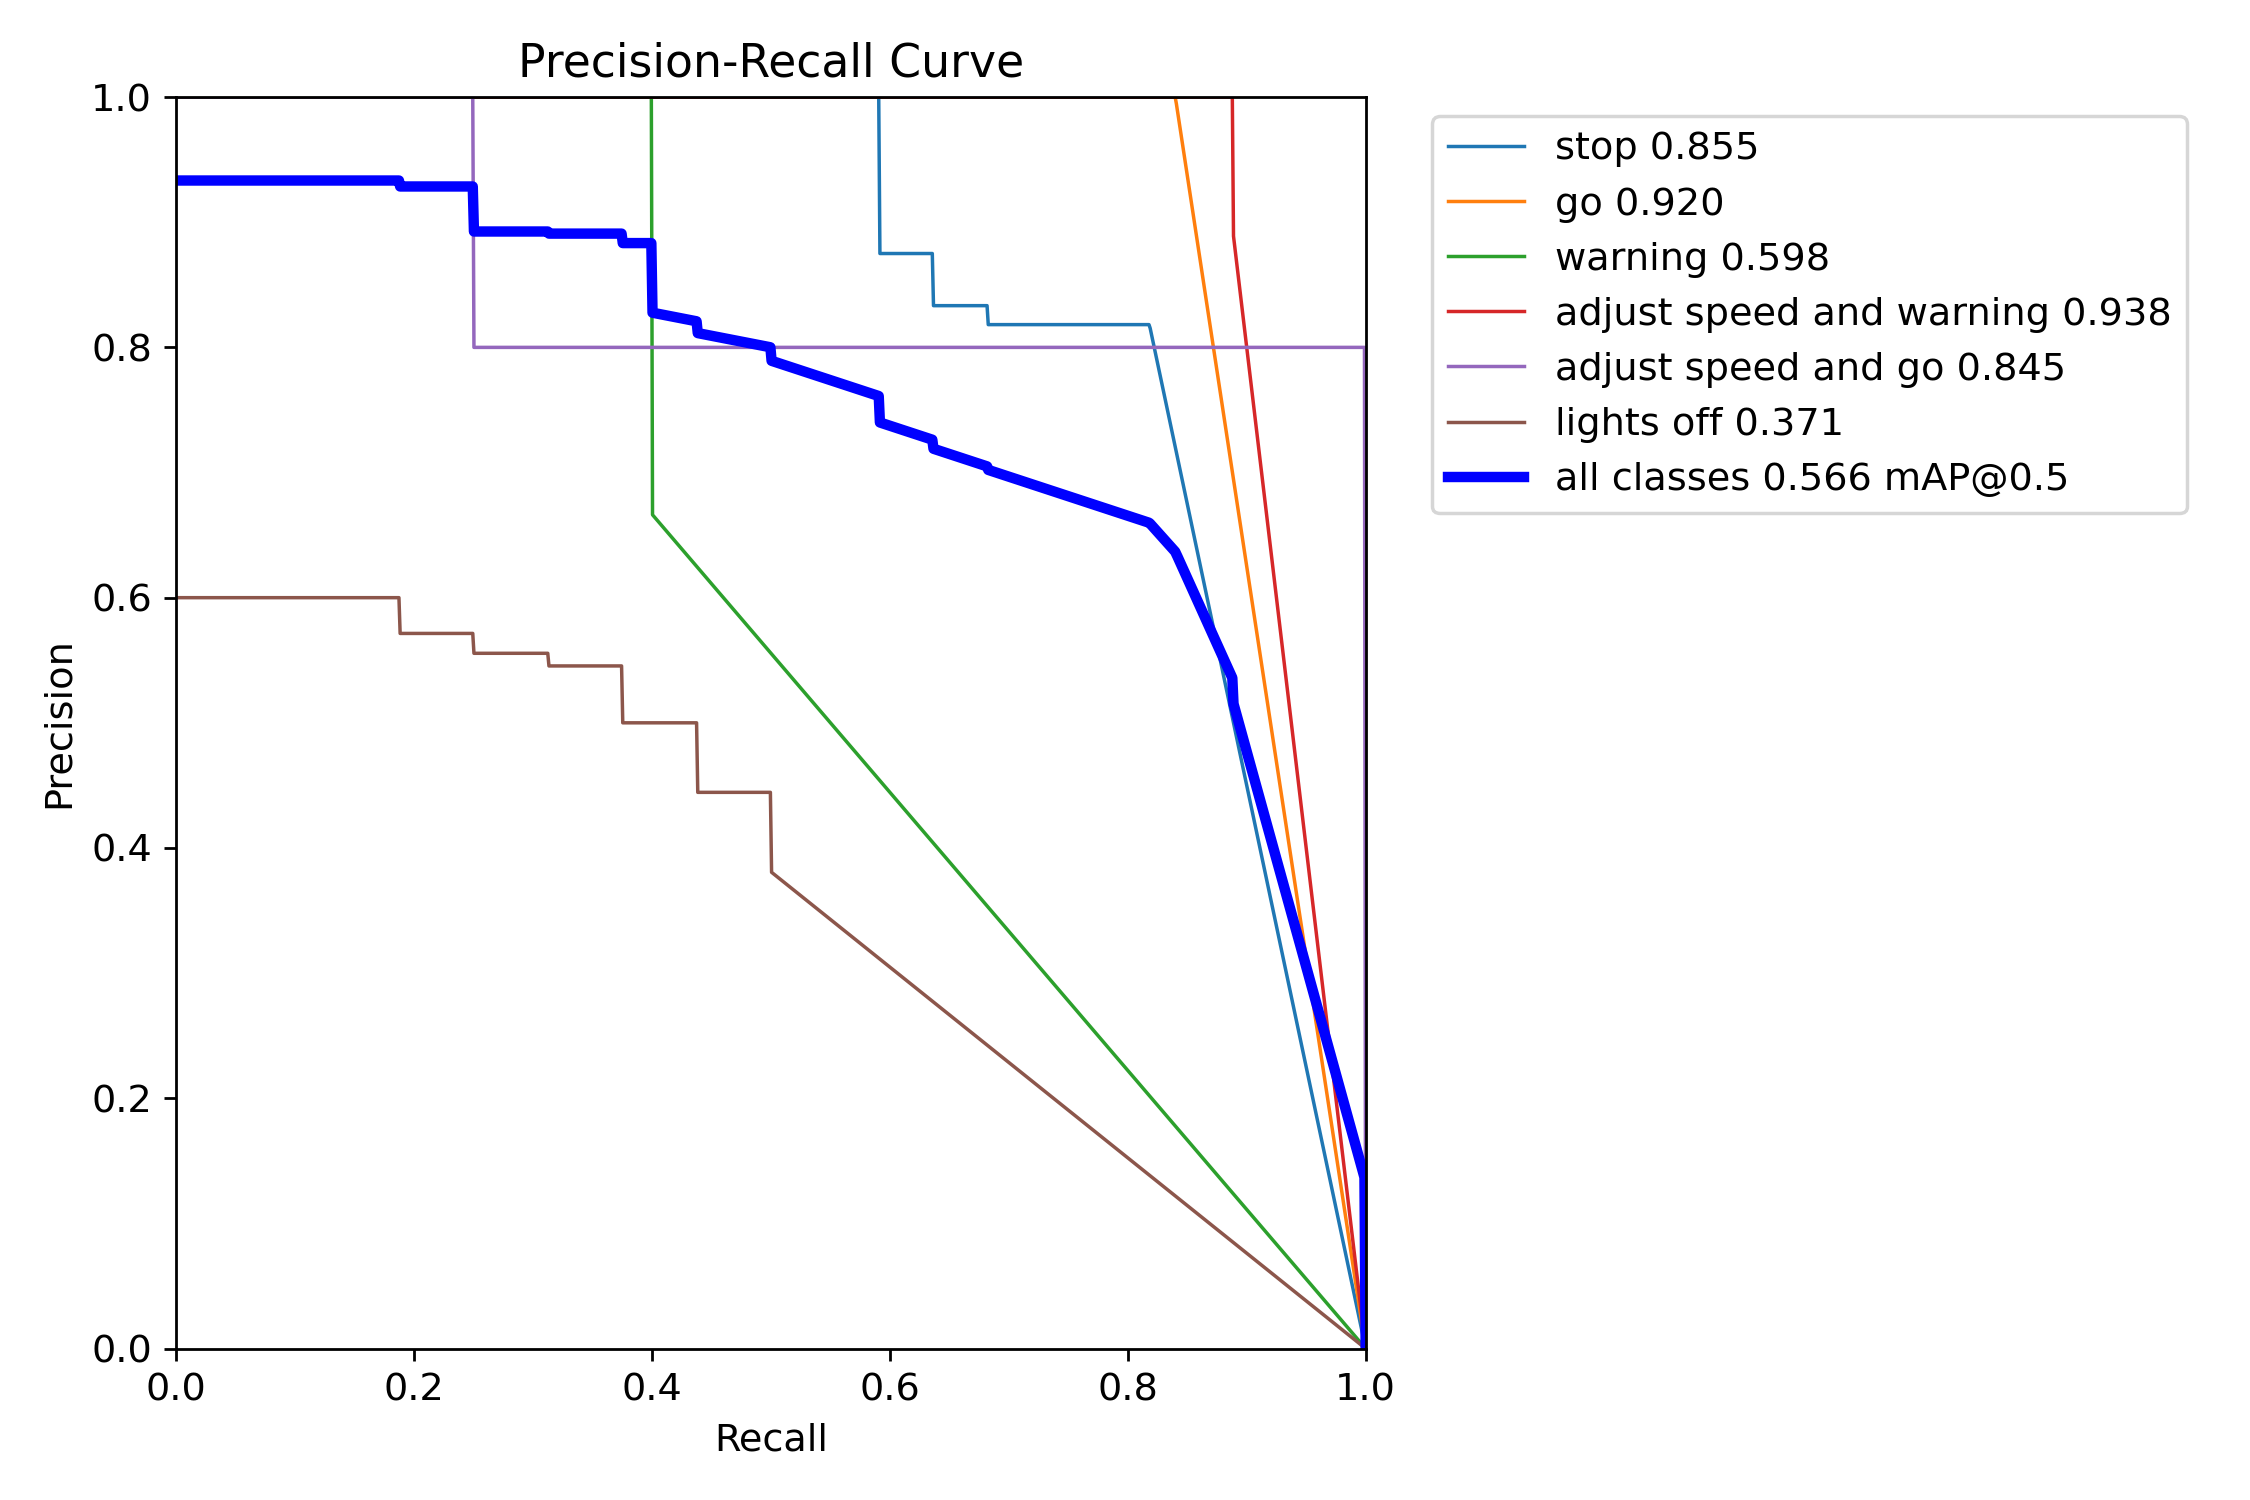 Precision-Recall Curve
1.0
0.8
0.6
0.4
0.2
0.0
Precision
0.0 0.2 0.4 0.6 0.8 1.0
Recall
stop 0.855
go 0.920
warning 0.598
adjust speed and warning 0.938
adjust speed and go 0.845
lights off 0.371
all classes 0.566 mAP@0.5